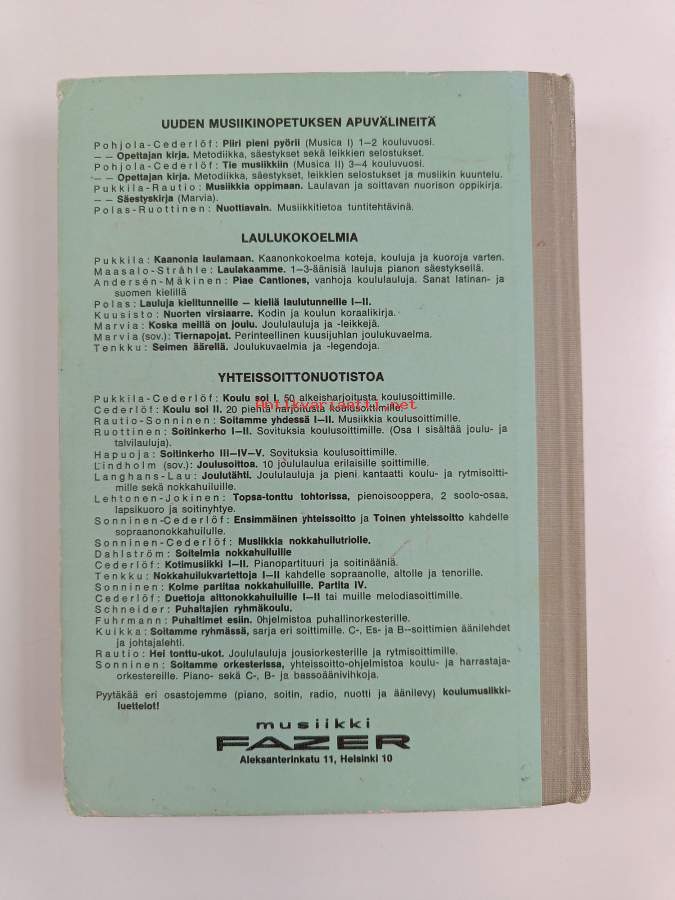 UUDEN MUSIIKINOPETUKSEN APUVÄLINEITÄ
Pohjola-Cederlöf: Piiri pieni pyörii (Musica I) 1–2 kouluvuosi.
— — Opettajan kirja. Metodiikka, säestykset sekä leikkien selostukset.
Pohjola-Cederlöf: Tie musiikkiin (Musica II) 3–4 kouluvuosi.
— — Opettajan kirja. Metodiikka, säestykset, leikkien selostukset ja musiikin kuuntelu.
Pukkila-Rautio: Musiikkia oppimaan. Laulavan ja soittavan nuorison oppikirja.
— — Säestyskirja (Marvia).
Polas-Ruottinen: Nuottiavain. Musiikkitietoa tuntitehtävinä.
LAULUKOKOELMIA
Pukkila: Kaanonia laulamaan. Kaanonkokoelma koteja, kouluja ja kuoroja varten.
Maasalo-Stråhle: Laulakaamme. 1–3-äänisiä lauluja pianon säestyksellä.
Andersén-Mäkinen: Piae Cantiones, vanhoja koululauluja. Sanat latinan- ja
suomen kielillä
Polas: Lauluja kielitunneille – kieliä laulutunneille I–II.
Kuusisto: Nuorten virsiaarre. Kodin ja koulun koraalikirja.
Marvia: Koska meillä on joulu. Joululauluja ja -leikkejä.
Marvia (sov.): Tiernapojat. Perinteellinen kuusijuhlan joulukuvaelma.
Tenkku: Seimen äärellä. Joulukuvaelmia ja -legendoja.
YHTEISSOITTONUOTISTOA
Pukkila-Cederlöf: Koulu soi I. 50 alkeisharjoitusta koulusoittimille.
Antikvariaatti.net
Cederlöf: Koulu soi II. 20 pientä harjoitusta koulusoittimille.
Rautio-Sonninen: Soitamme yhdessä I–II. Musiikkia koulusoittimille.
Ruottinen: Soitinkerho I–II. Sovituksia koulusoittimille. (Osa I sisältää joulu- ja
talvilauluja).
Hapuoja: Soitinkerho III–IV–V. Sovituksia koulusoittimille.
Lindholm (sov.): Joulusoittoa. 10 joululaulua erilaisille soittimille.
Langhans-Lau: Joulutähti. Joululauluja ja pieni kantaatti koulu- ja rytmisoitti-
mille sekä nokkahuiluille.
Lehtonen-Jokinen: Topsa-tonttu tohtorissa, pienoisooppera, 2 soolo-osaa,
lapsikuoro ja soitinyhtye.
Sonninen-Cederlöf: Ensimmäinen yhteissoitto ja Toinen yhteissoitto kahdelle
sopraanonokkahuilulle.
Sonninen-Cederlöf: Musiikkia nokkahuilutriolle.
Dahlström: Soitelmia nokkahuiluille
Cederlöf: Kotimusiikki I–II. Pianopartituuri ja soitinääniä.
Tenkku: Nokkahuilukvartettoja I–II kahdelle sopraanolle, altolle ja tenorille.
Sonninen: Kolme partitaa nokkahuiluille. Partita IV.
Cederlöf: Duettoja alttonokkahuiluille I–II tai muille melodiasoittimille.
Schneider: Puhaltajien ryhmäkoulu.
Fuhrmann: Puhaltimet esiin. Ohjelmistoa puhallinorkesterille.
Kuikka: Soitamme ryhmässä, sarja eri soittimille. C-, Es- ja B--soittimien äänilehdet
ja johtajalehti.
Rautio: Hei tonttu-ukot. Joululauluja jousiorkesterille ja rytmisoittimille.
Sonninen: Soitamme orkesterissa, yhteissoitto-ohjelmistoa koulu- ja harrastaja-
orkestereille. Piano- sekä C-, B- ja bassoäänivihkoja.
Pyytäkää eri osastojemme (piano, soitin, radio, nuotti ja äänilevy) koulumusiikki-
luettelot!
musiikki
FAZER
Aleksanterinkatu 11, Helsinki 10